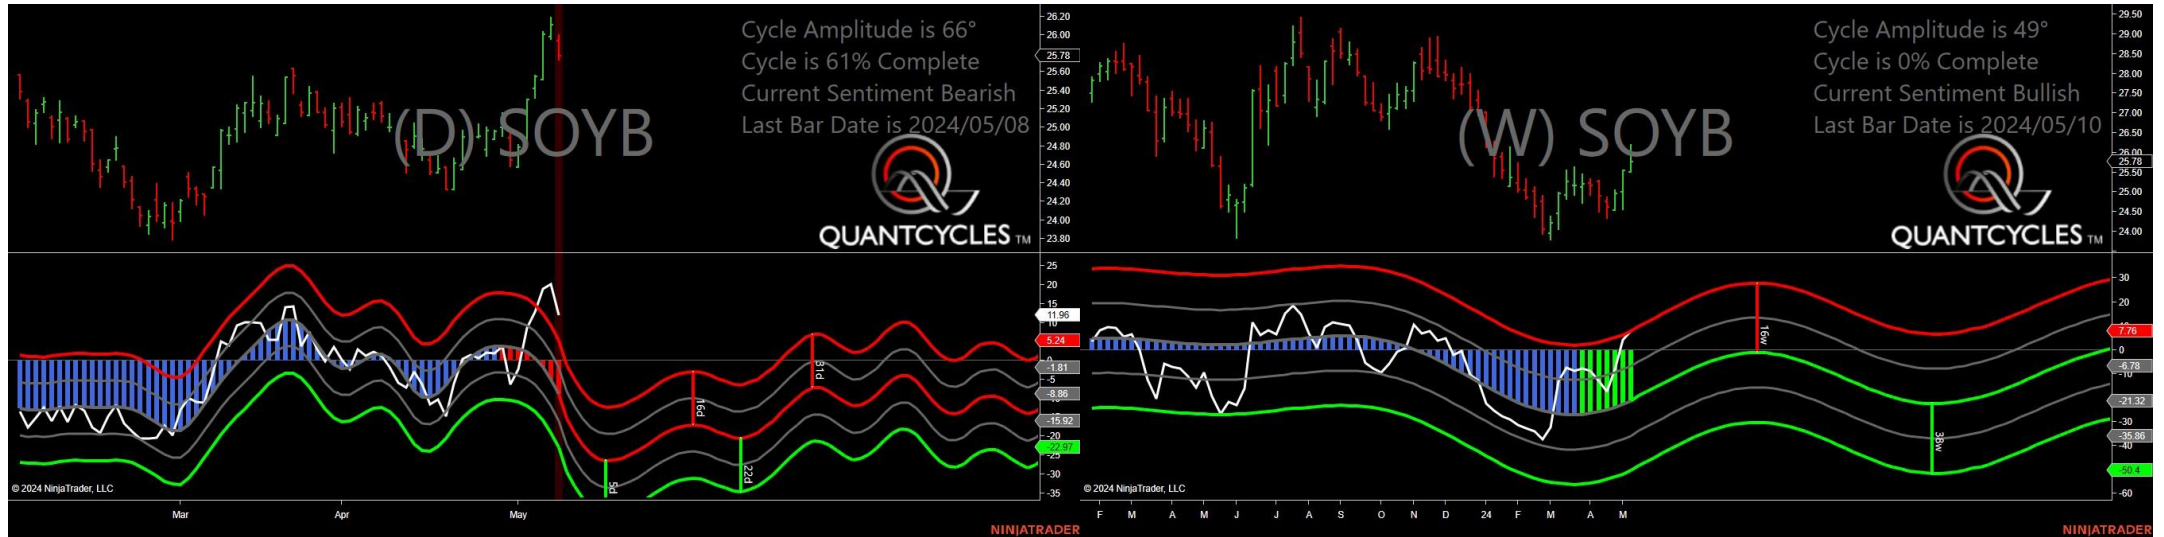 Cycle Amplitude is 66°
Cycle is 61% Complete
Current Sentiment Bearish
Last Bar Date is 2024/05/08
(D) SOYB
QUANTCYCLES TM
26.20
26.00
25.78
25.60
25.40
25.20
25.00
24.80
24.60
24.40
24.20
24.00
23.80
25
20
15
11.96
10
5.24
0
-1.81
-5
-8.86
-15.92
-20
-22.97
-25
-30
-35
5d
16d
22d
31d
© 2024 NinjaTrader, LLC
Mar
Apr
May
NINJATRADER
Cycle Amplitude is 49°
Cycle is 0% Complete
Current Sentiment Bullish
Last Bar Date is 2024/05/10
(W) SOYB
QUANTCYCLES TM
29.50
29.00
28.50
28.00
27.50
27.00
26.50
26.00
25.78
25.50
25.00
24.50
24.00
30
20
7.76
0
-6.78
-10
-21.32
-30
-35.86
-40
-50.4
-60
16w
38w
© 2024 NinjaTrader, LLC
F M A M J J A S O N D 24 F M A M
NINJATRADER